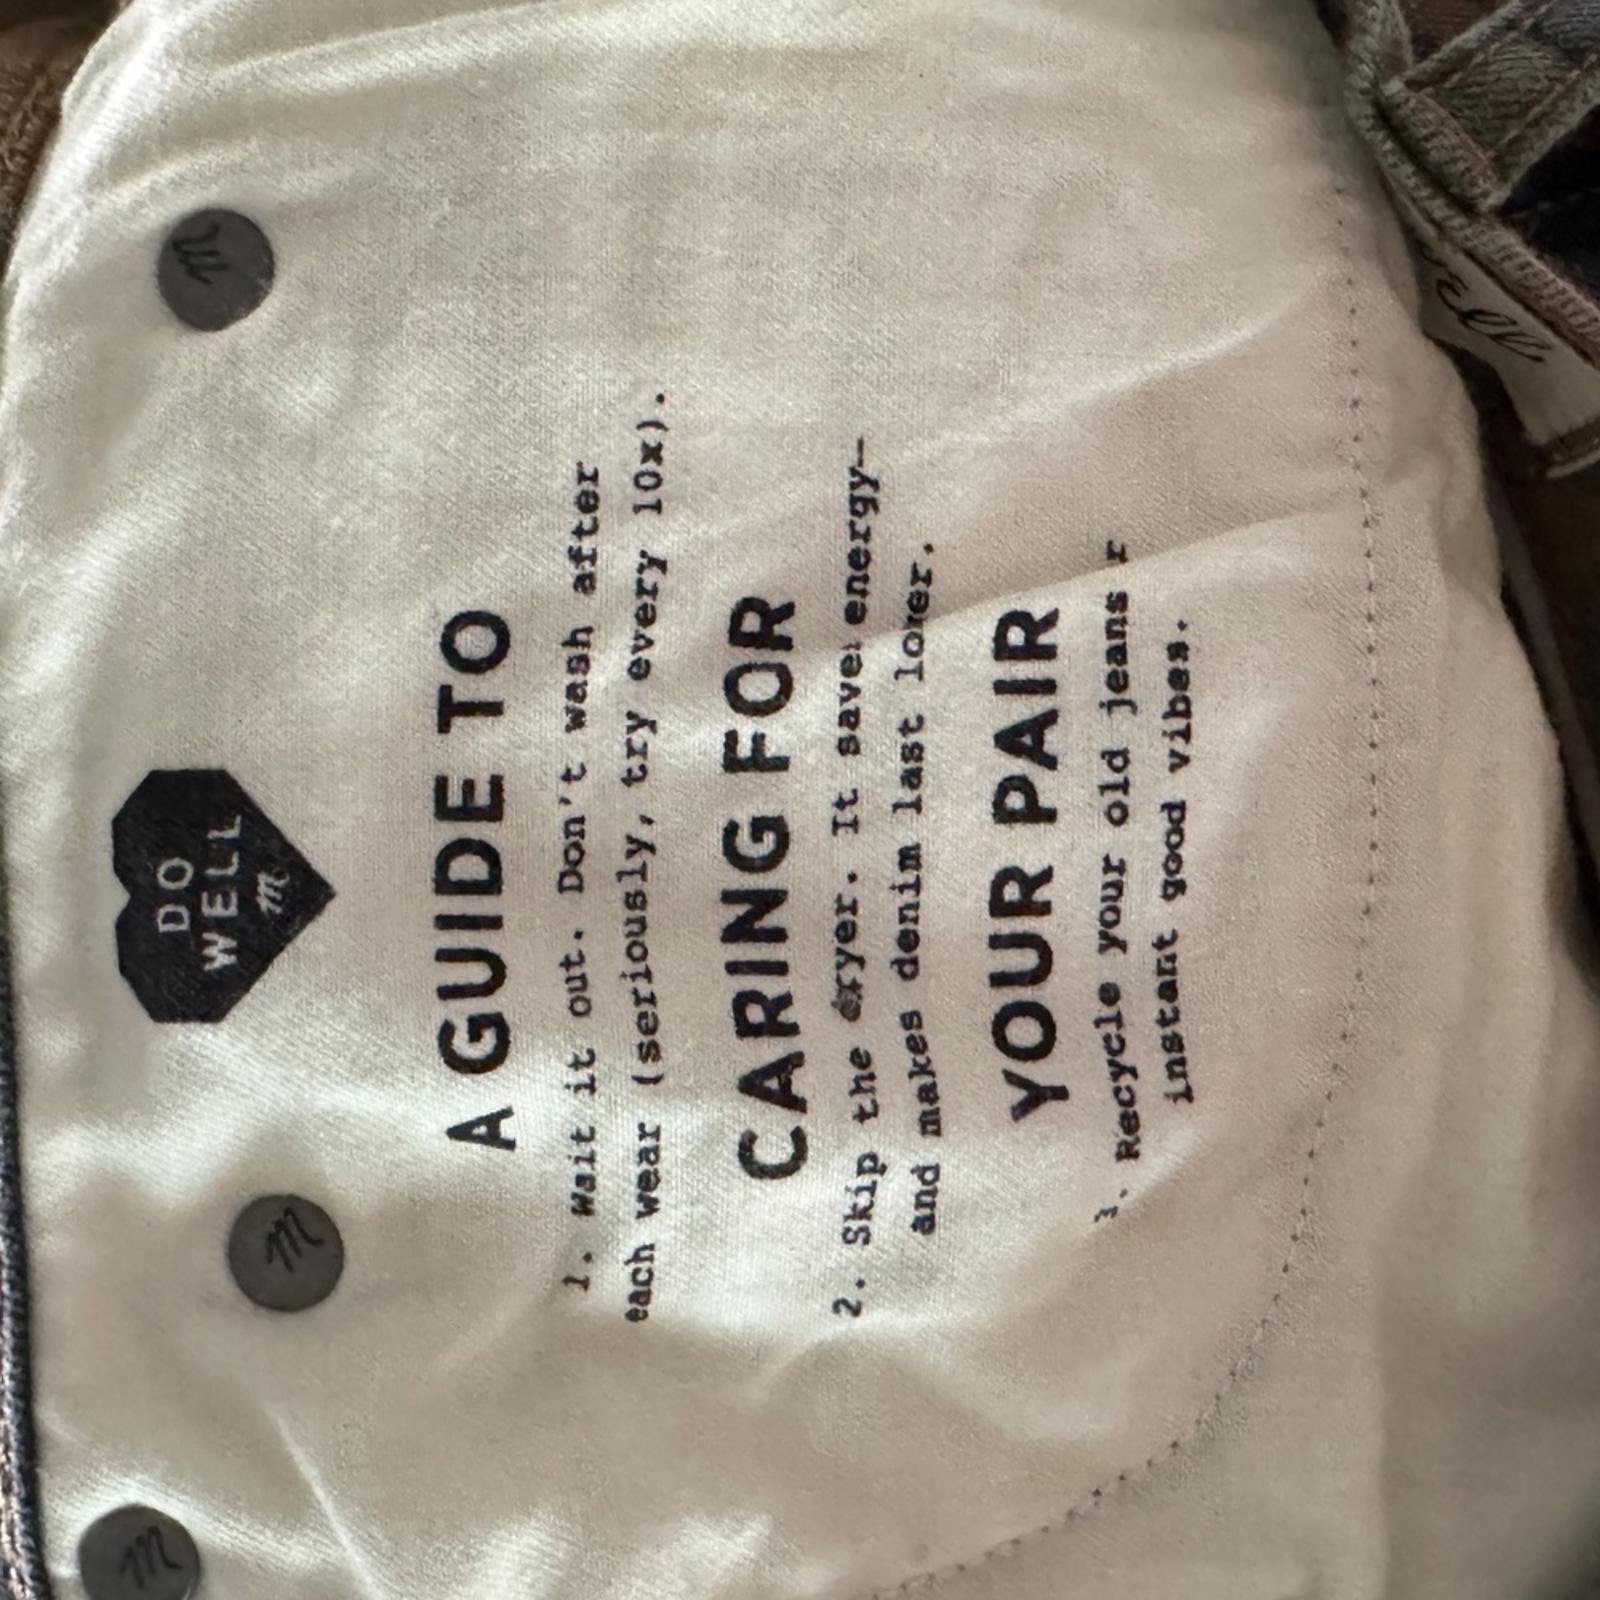 DO
WELL
m
A GUIDE TO
1. Wait it out. Don't wash after
each wear (seriously, try every 10x).
CARING FOR
2. Skip the dryer. It save energy—
and makes denim last loer.
YOUR PAIR
3. Recycle your old jeans r
instant good vibes.
m
m
m